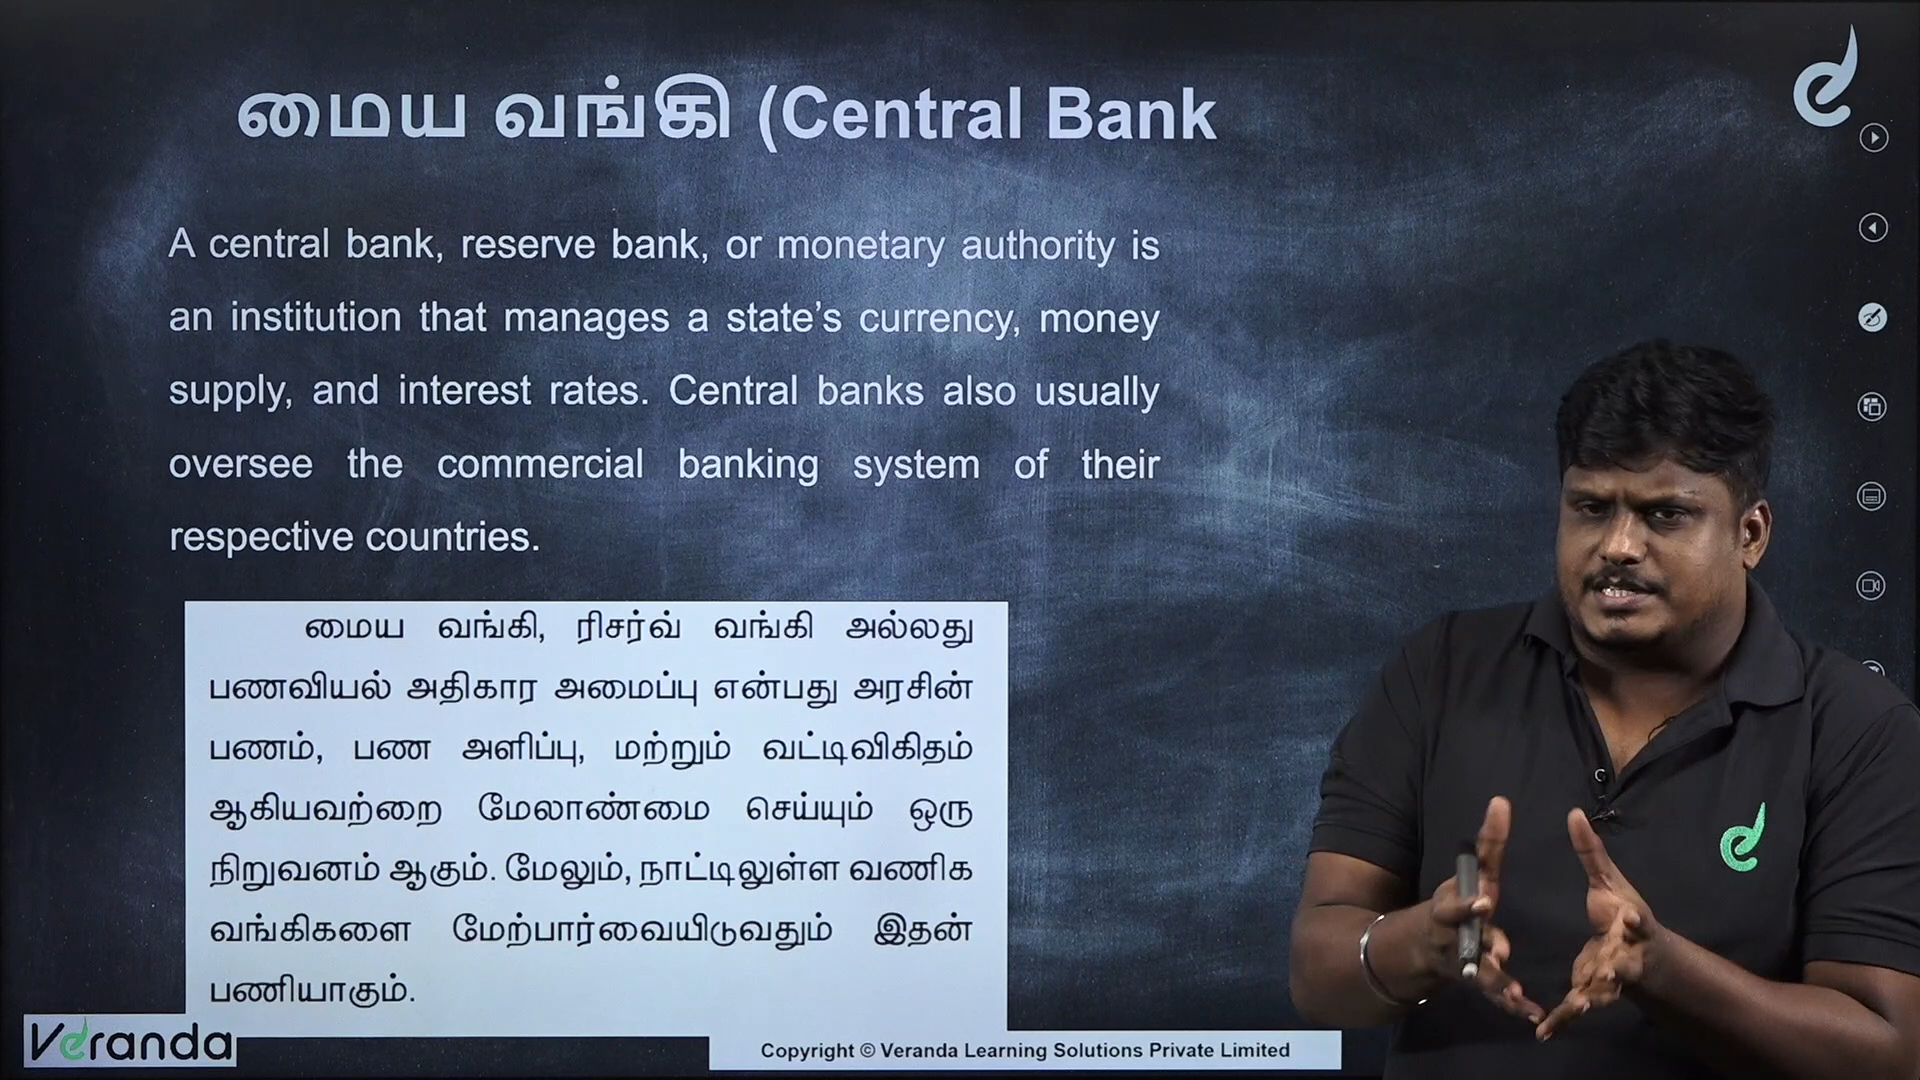 மைய வங்கி (Central Bank
A central bank, reserve bank, or monetary authority is
an institution that manages a state’s currency, money
supply, and interest rates. Central banks also usually
oversee the commercial banking system of their
respective countries.
மைய வங்கி, ரிசர்வ் வங்கி அல்லது
பணவியல் அதிகார அமைப்பு என்பது அரசின்
பணம், பண அளிப்பு, மற்றும் வட்டிவிகிதம்
ஆகியவற்றை மேலாண்மை செய்யும் ஒரு
நிறுவனம் ஆகும். மேலும், நாட்டிலுள்ள வணிக
வங்கிகளை மேற்பார்வையிடுவதும் இதன்
பணியாகும்.
Veranda
Copyright © Veranda Learning Solutions Private Limited